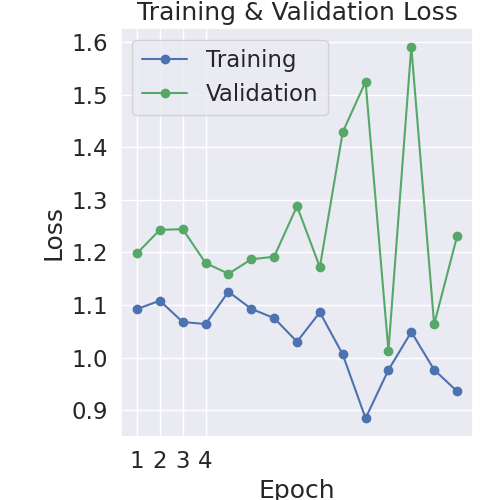 Training & Validation Loss
Training
Validation
Loss
1.6
1.5
1.4
1.3
1.2
1.1
1.0
0.9
1 2 3 4
Epoch